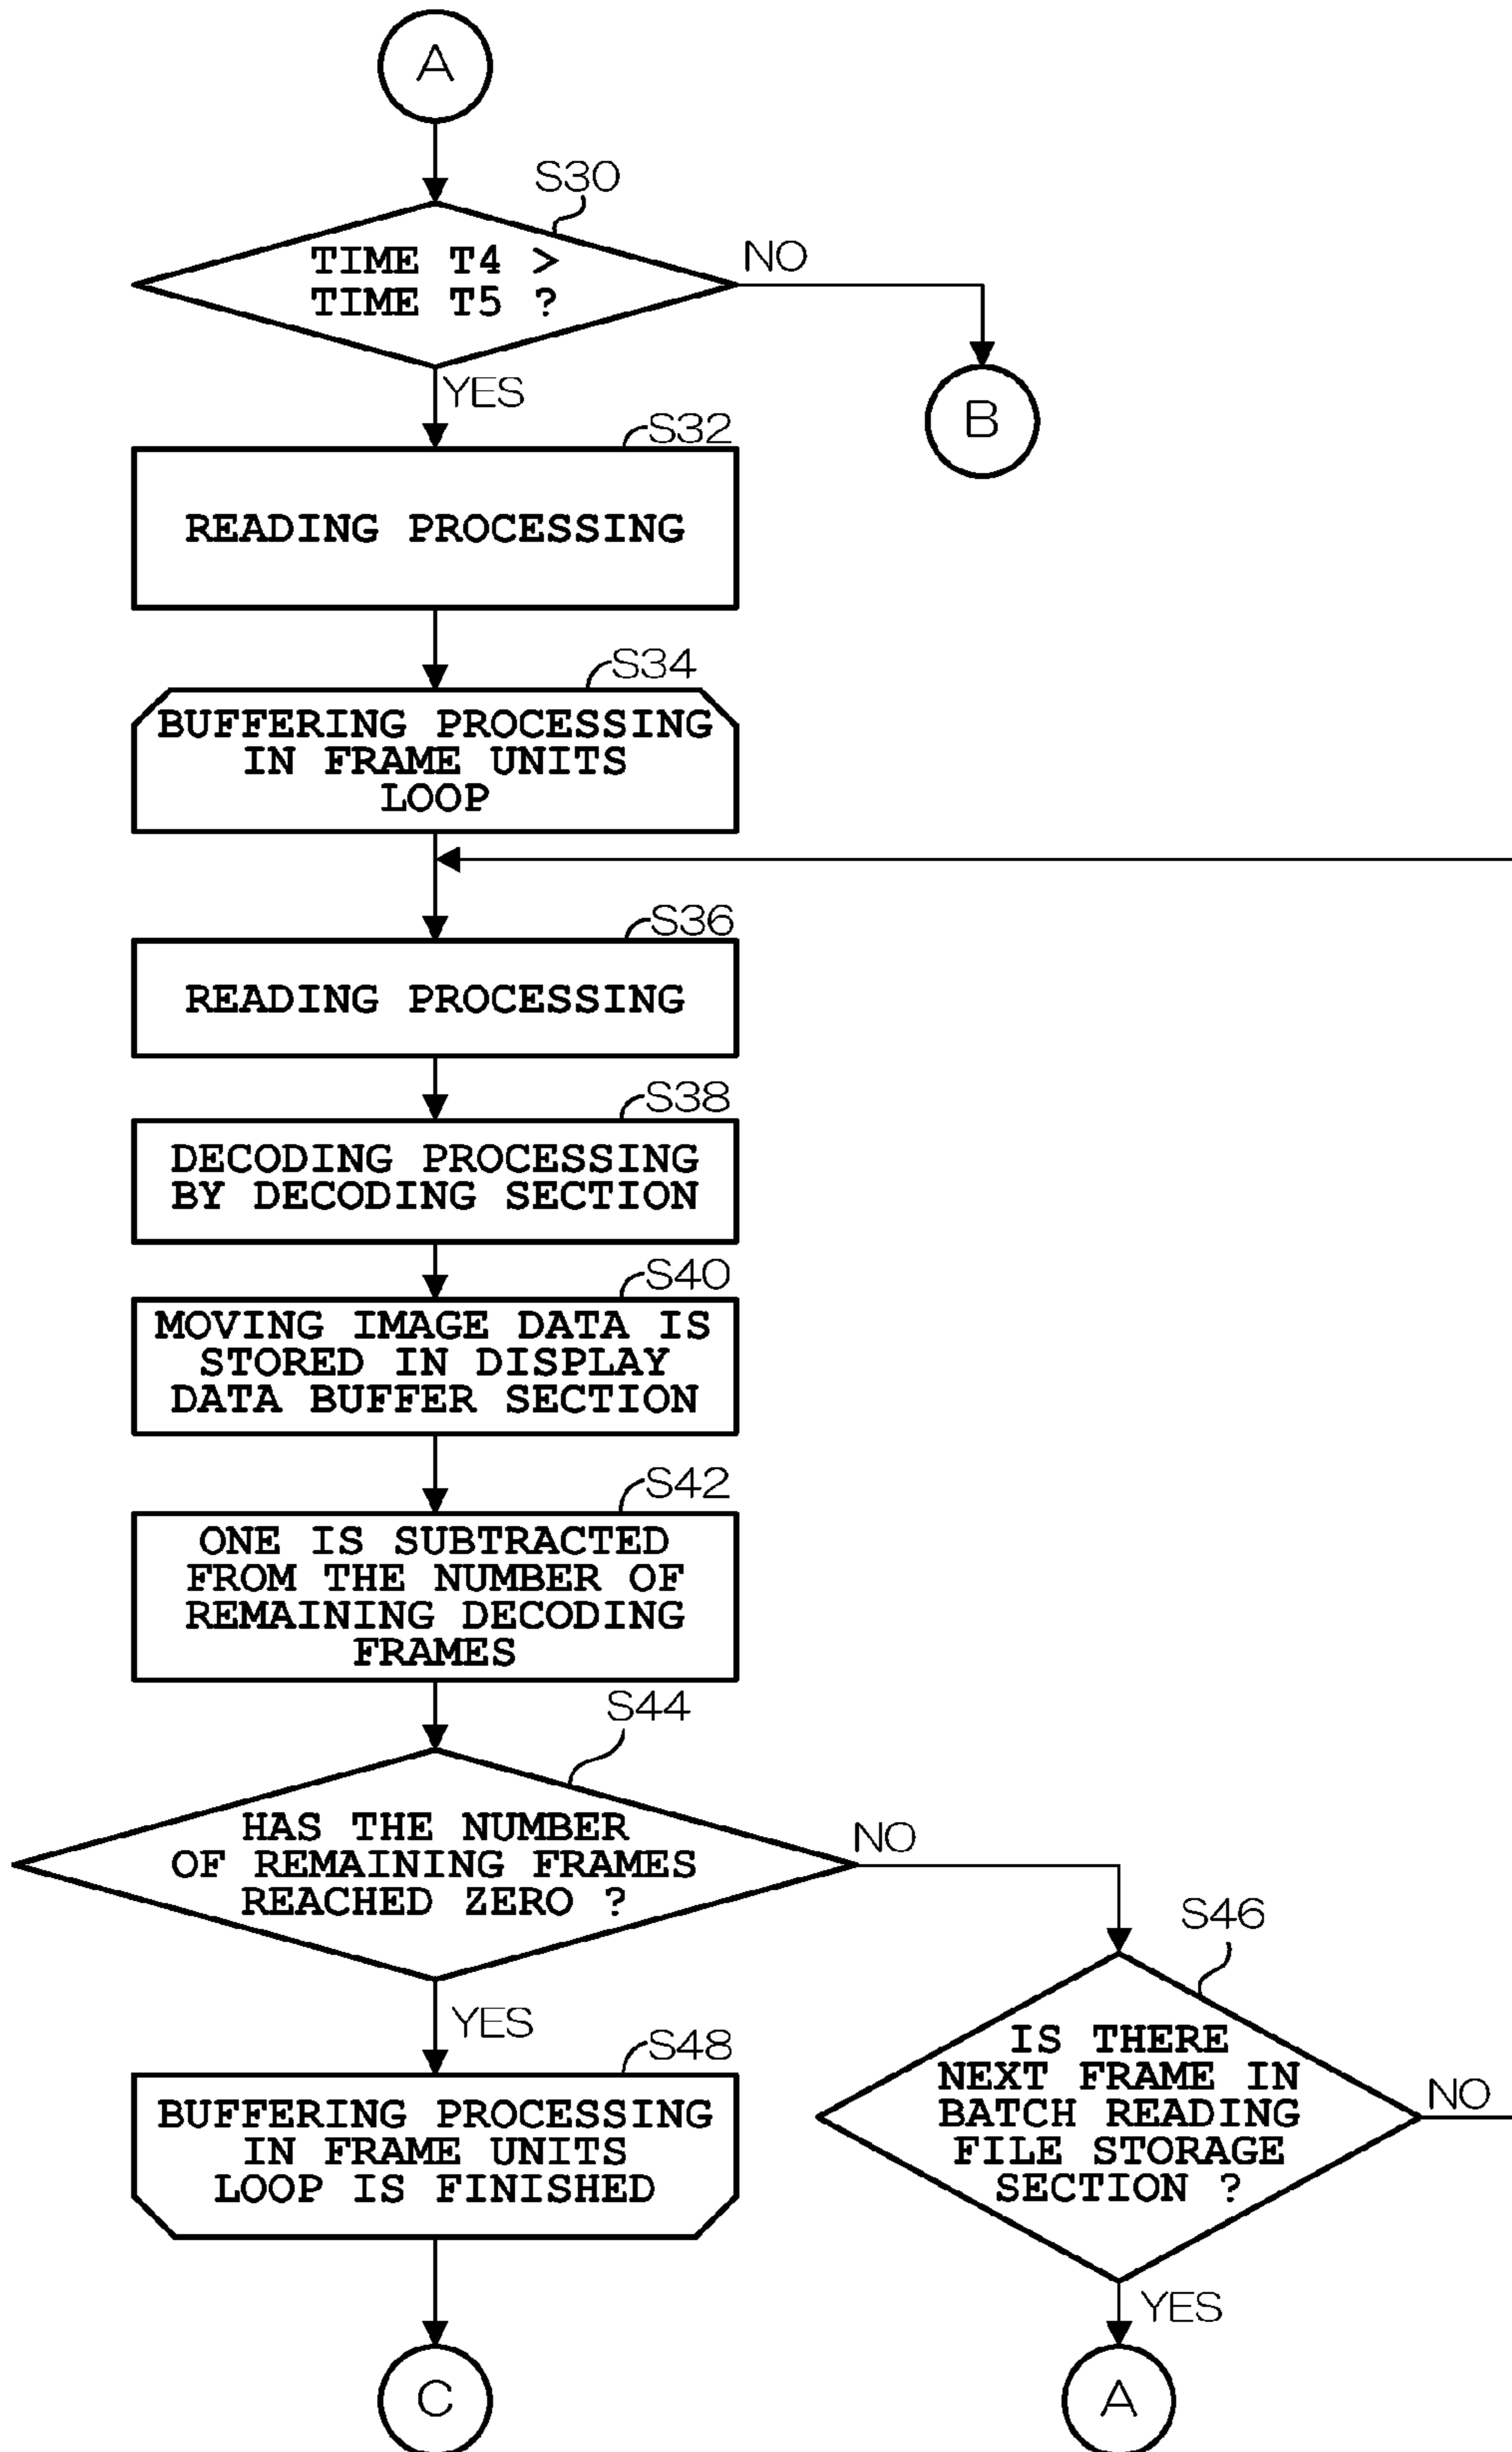 A
S30
TIME T4 >
TIME T5 ?
NO
YES
B
S32
READING PROCESSING
S34
BUFFERING PROCESSING
IN FRAME UNITS
LOOP
S36
READING PROCESSING
S38
DECODING PROCESSING
BY DECODING SECTION
S40
MOVING IMAGE DATA IS
STORED IN DISPLAY
DATA BUFFER SECTION
S42
ONE IS SUBTRACTED
FROM THE NUMBER OF
REMAINING DECODING
FRAMES
S44
HAS THE NUMBER
OF REMAINING FRAMES
REACHED ZERO ?
NO
YES
S46
IS THERE
NEXT FRAME IN
BATCH READING
FILE STORAGE
SECTION ?
NO
YES
S48
BUFFERING PROCESSING
IN FRAME UNITS
LOOP IS FINISHED
C
A